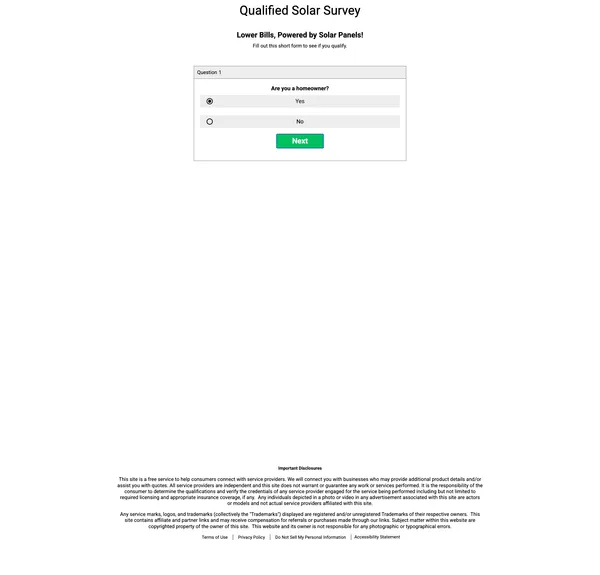 Qualified Solar Survey
Lower Bills, Powered by Solar Panels!
Fill out this short form to see if you qualify.
Question 1
Are you a homeowner?
Yes
No
Next
Important Disclosures
This site is a free service to help consumers connect with service providers. We will connect you with businesses who may provide additional product details and/or
assist you with quotes. All service providers are independent and this site does not warrant or guarantee any work or services performed. It is the responsibility of the
consumer to determine the qualifications and verify the credentials of any service provider engaged for the service being performed including but not limited to
required licensing and appropriate insurance coverage, if any. Any individuals depicted in a photo or video in any advertisement associated with this site are actors
or models and not actual service providers affiliated with this site.
Any service marks, logos, and trademarks (collectively the "Trademarks") displayed are registered and/or unregistered Trademarks of their respective owners. This
site contains affiliate and partner links and may receive compensation for referrals or purchases made through our links. Subject matter within this website are
copyrighted property of the owner of this site. This website and its owner is not responsible for any photographic or typographical errors.
Terms of Use | Privacy Policy | Do Not Sell My Personal Information | Accessibility Statement